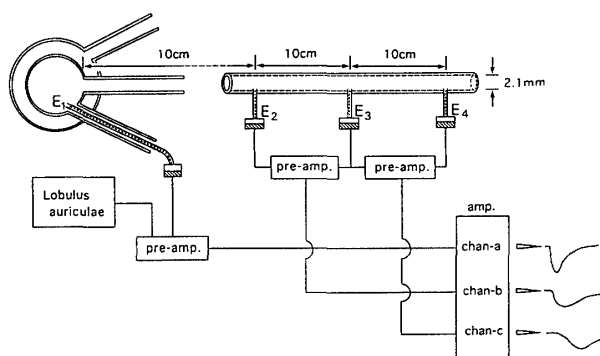 10cm
10cm
10cm
2.1mm
E1
E2
E3
E4
pre-amp.
pre-amp.
Lobulus
auriculae
pre-amp.
amp.
chan-a
chan-b
chan-c